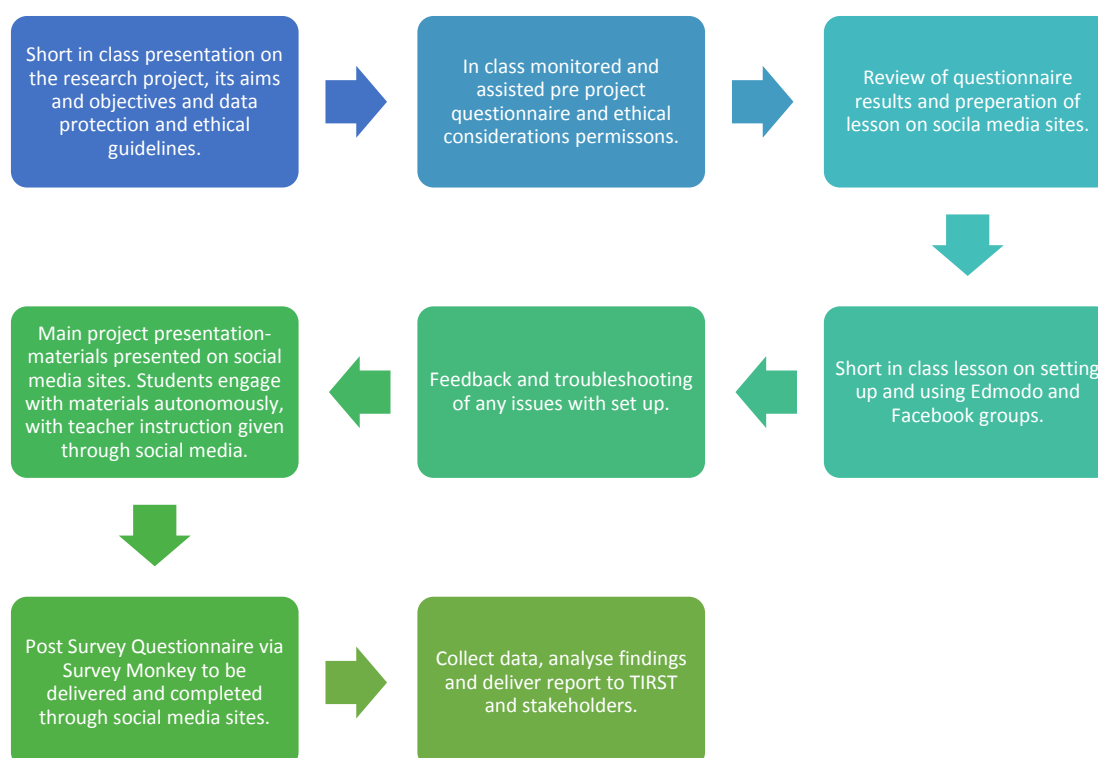 Short in class presentation on
the research project, its aims
and objectives and data
protection and ethical
guidelines.
In class monitored and
assisted pre project
questionnaire and ethical
considerations permissons.
Review of questionnaire
results and preperation of
lesson on socila media sites.
Short in class lesson on setting
up and using Edmodo and
Facebook groups.
Feedback and troubleshooting
of any issues with set up.
Main project presentation-
materials presented on social
media sites. Students engage
with materials autonomously,
with teacher instruction given
through social media.
Post Survey Questionnaire via
Survey Monkey to be
delivered and completed
through social media sites.
Collect data, analyse findings
and deliver report to TIRST
and stakeholders.